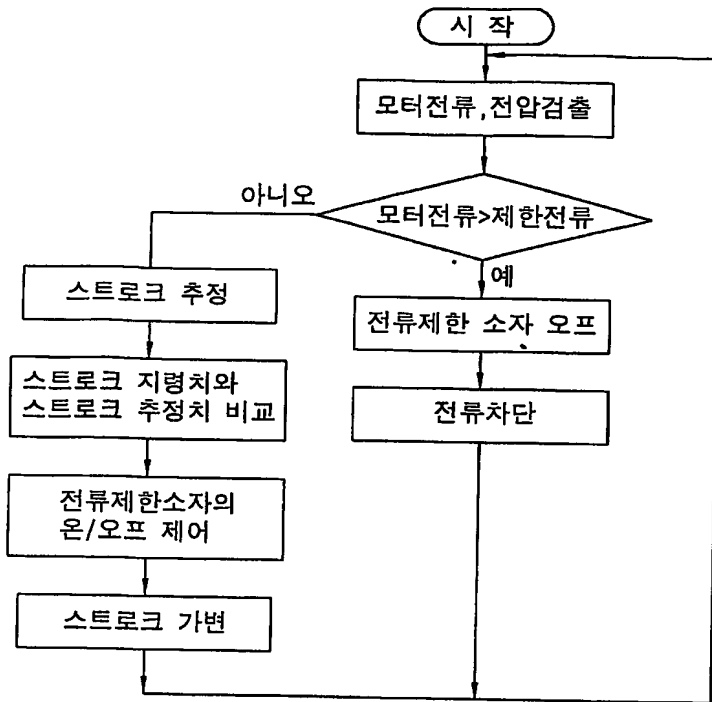 시 작
모터전류,전압검출
모터전류>제한전류
아니오
예
스트로크 추정
스트로크 지령치와
스트로크 추정치 비교
전류제한소자의
온/오프 제어
스트로크 가변
전류제한 소자 오프
전류차단